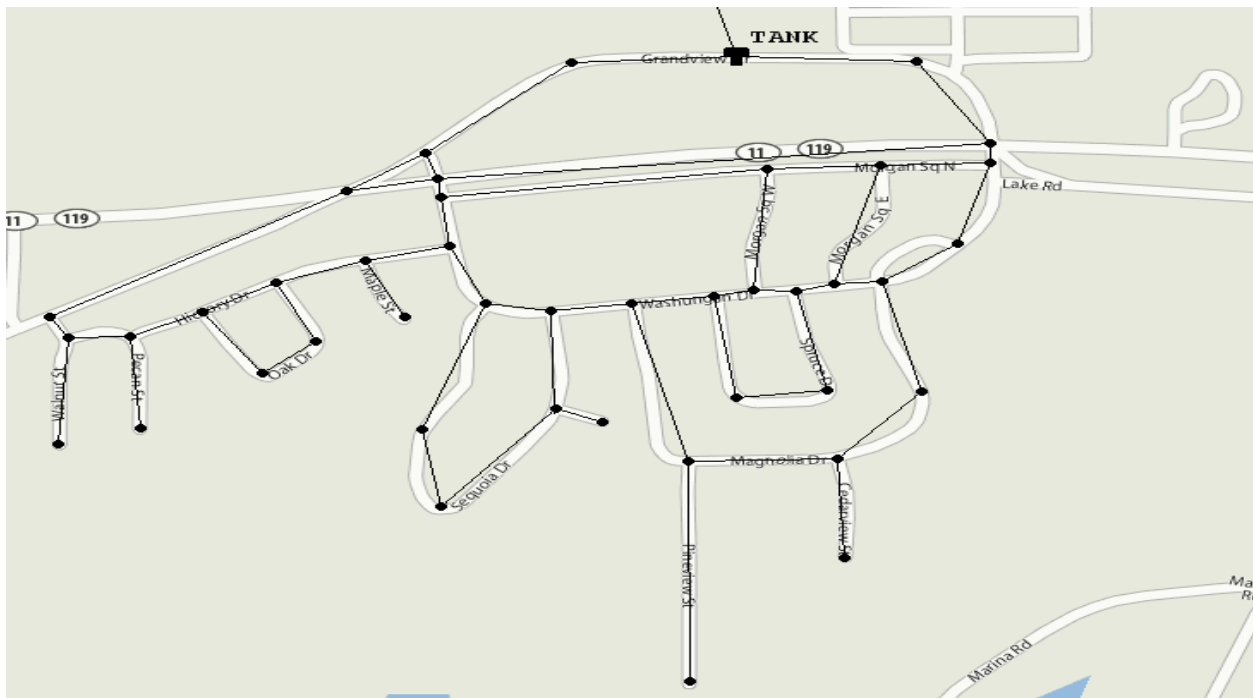 TANK
Grandview Dr
11
119
Morgan Sq N
Lake Rd
11
119
Morgan Sq W
Morgan Sq E
Maple St
Hickory Dr
Washington Dr
Oak Dr
Pecan St
Walnut St
Spruce D
Magnolia Dr
Sequoia Dr
Cedarview St
Pineview St
Marina Rd
Ma
R